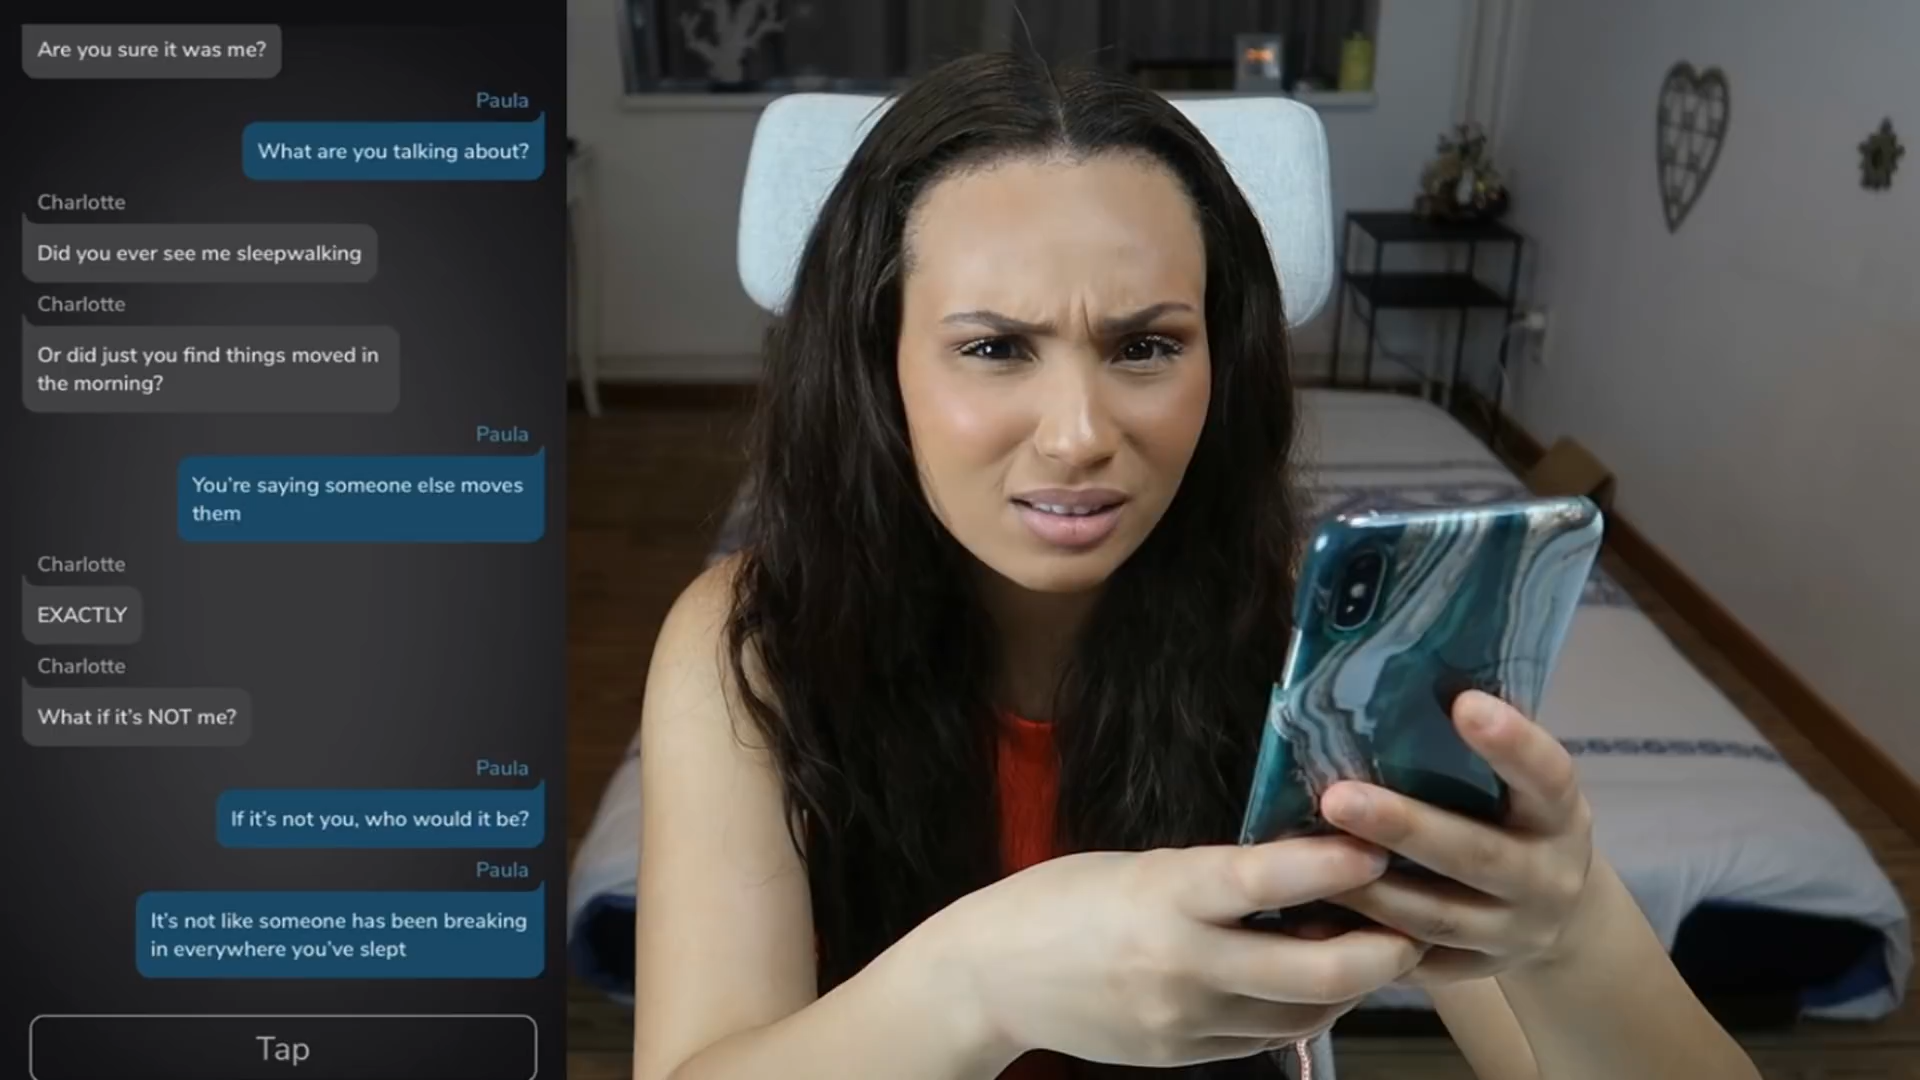 Are you sure it was me?
Paula
What are you talking about?
Charlotte
Did you ever see me sleepwalking
Charlotte
Or did just you find things moved in
the morning?
Paula
You're saying someone else moves
them
Charlotte
EXACTLY
Charlotte
What if it's NOT me?
Paula
If it's not you, who would it be?
Paula
It's not like someone has been breaking
in everywhere you've slept
Tap